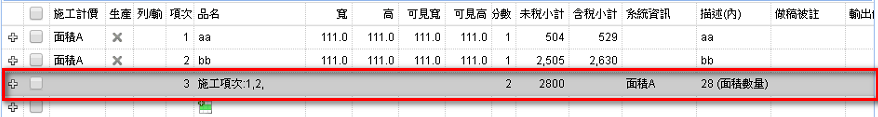 施工計價 生產 列/輸 項次 品名 寬 高 可見寬 可見高 分數 未稅小計 含稅小計 系統資訊 描述(內) 做稿被註
面積A 1 aa 111.0 111.0 111.0 111.0 1 504 529 aa
面積A 2 bb 111.0 111.0 111.0 111.0 1 2,505 2,630 bb
3 施工項次:1,2, 2 2800 面積A 28 (面積數量)